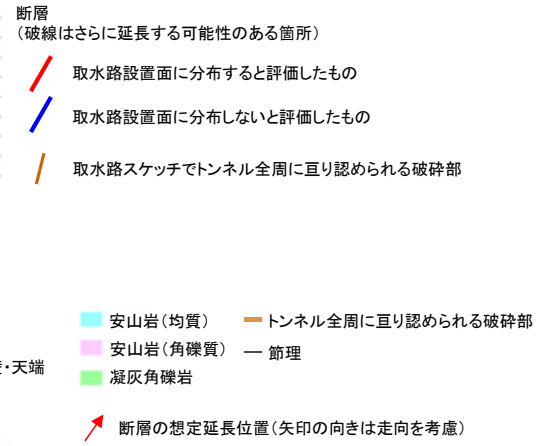 断層
（破線はさらに延長する可能性のある箇所）
取水路設置面に分布すると評価したもの
取水路設置面に分布しないと評価したもの
取水路スケッチでトンネル全周に亘り認められる破砕部
安山岩（均質） トンネル全周に亘り認められる破砕部
安山岩（角礫質） 節理
・天端
凝灰角礫岩
断層の想定延長位置（矢印の向きは走向を考慮）